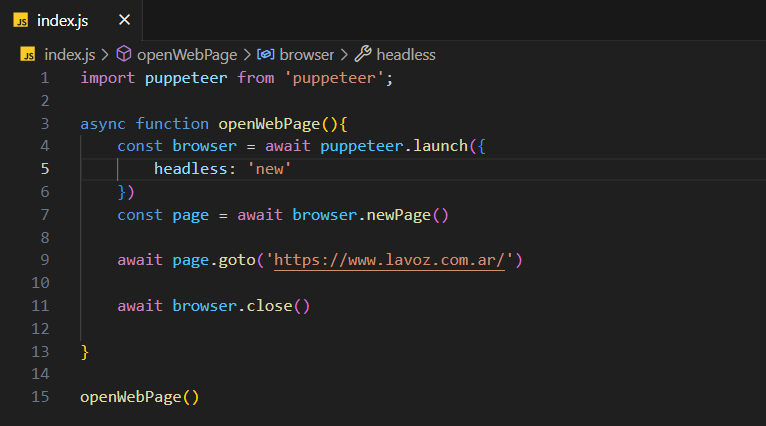 JS index.js ×
JS index.js > openWebPage > browser > headless
1 import puppeteer from 'puppeteer';
2
3 async function openWebPage(){
4     const browser = await puppeteer.launch({
5         headless: 'new'
6     })
7     const page = await browser.newPage()
8
9     await page.goto('https://www.lavoz.com.ar/')
10
11     await browser.close()
12
13 }
14
15 openWebPage()